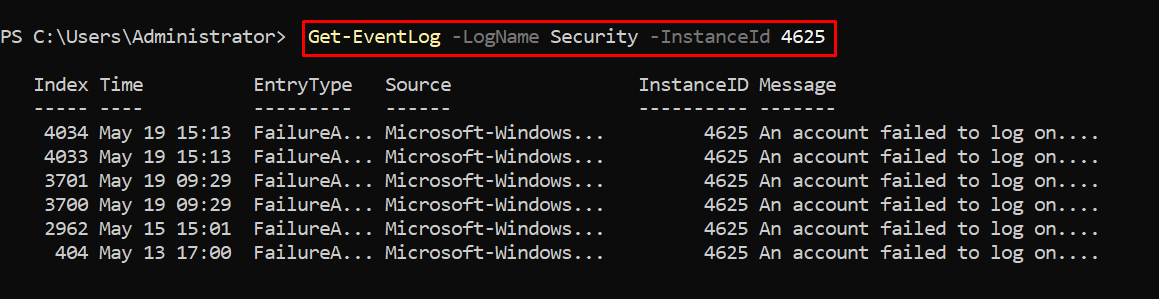 PS C:\Users\Administrator> Get-EventLog -LogName Security -InstanceId 4625
Index Time EntryType Source InstanceID Message
----- ---- --------- ------ ---------- -------
4034 May 19 15:13 FailureA... Microsoft-Windows... 4625 An account failed to log on....
4033 May 19 15:13 FailureA... Microsoft-Windows... 4625 An account failed to log on....
3701 May 19 09:29 FailureA... Microsoft-Windows... 4625 An account failed to log on....
3700 May 19 09:29 FailureA... Microsoft-Windows... 4625 An account failed to log on....
2962 May 15 15:01 FailureA... Microsoft-Windows... 4625 An account failed to log on....
404 May 13 17:00 FailureA... Microsoft-Windows... 4625 An account failed to log on....